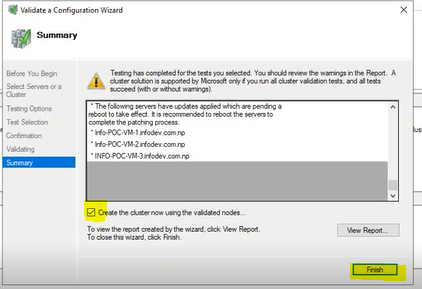 Validate a Configuration Wizard
Summary
Before You Begin
Select Servers or a
Cluster
Testing Options
Test Selection
Confirmation
Validating
Summary
Testing has completed for the tests you selected. You should review the warnings in the Report. A
cluster solution is supported by Microsoft only if you run all cluster validation tests, and all tests
succeed (with or without warnings).
* The following servers have updates applied which are pending a
reboot to take effect. It is recommended to reboot the servers to
complete the patching process.
* Info-POC-VM-1.infodev.com.np
* Info-POC-VM-2.infodev.com.np
* INFO-POC-VM-3.infodev.com.np
Create the cluster now using the validated nodes...
To view the report created by the wizard, click View Report.
To close this wizard, click Finish.
View Report...
Finish